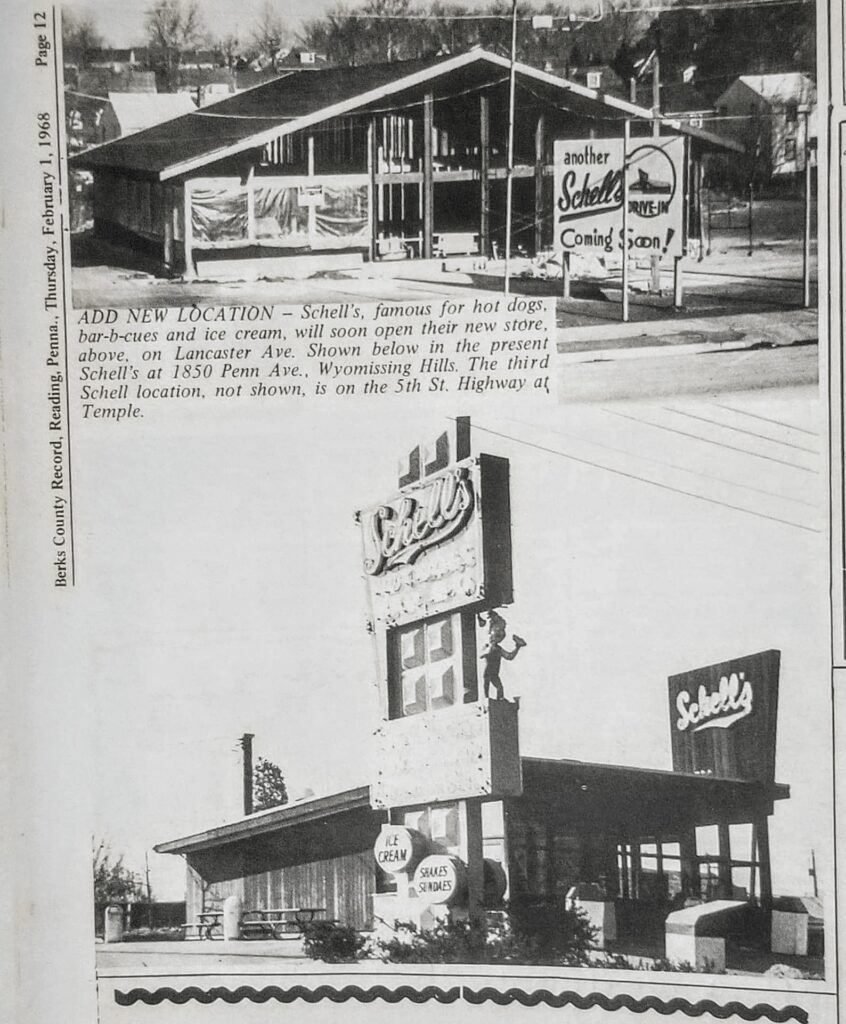 Berks County Record, Reading, Penna., Thursday, February 1, 1968 Page 12
another
Schell's
DRIVE-IN
Coming Soon!
ADD NEW LOCATION – Schell's, famous for hot dogs,
bar-b-cues and ice cream, will soon open their new store,
above, on Lancaster Ave. Shown below in the present
Schell's at 1850 Penn Ave., Wyomissing Hills. The third
Schell location, not shown, is on the 5th St. Highway at
Temple.
Schell's
Schell's
ICE
CREAM
SHAKES
SUNDAES